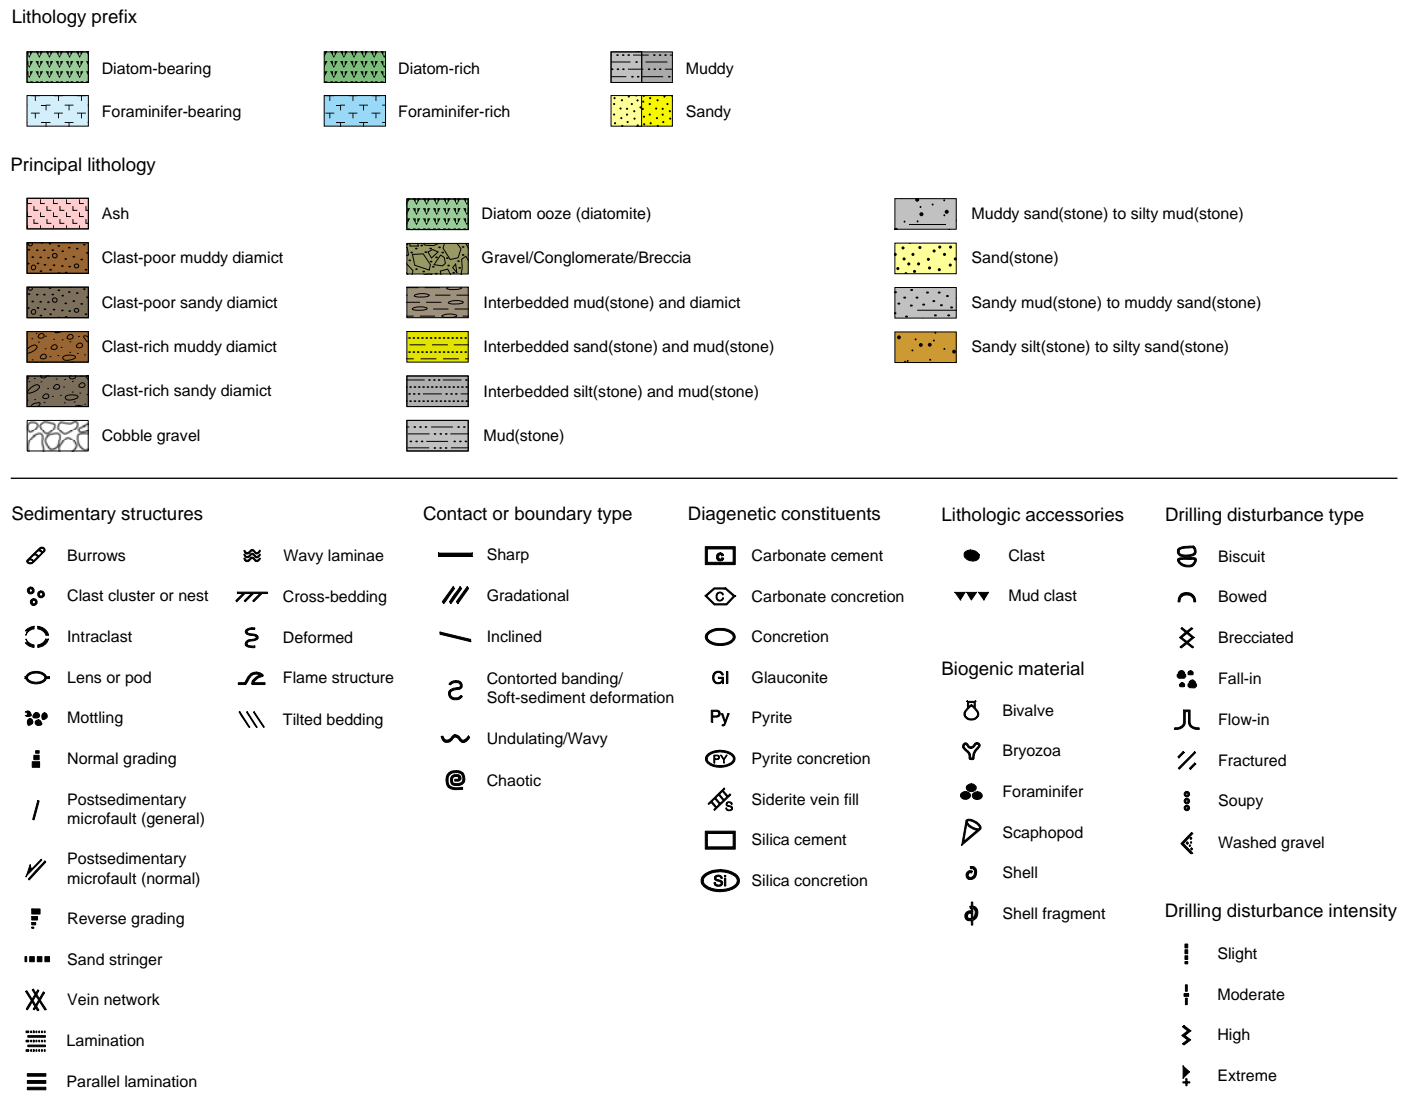 Lithology prefix
Diatom-bearing
Diatom-rich
Muddy
Foraminifer-bearing
Foraminifer-rich
Sandy
Principal lithology
Ash
Diatom ooze (diatomite)
Muddy sand(stone) to silty mud(stone)
Clast-poor muddy diamict
Gravel/Conglomerate/Breccia
Sand(stone)
Clast-poor sandy diamict
Interbedded mud(stone) and diamict
Sandy mud(stone) to muddy sand(stone)
Clast-rich muddy diamict
Interbedded sand(stone) and mud(stone)
Sandy silt(stone) to silty sand(stone)
Clast-rich sandy diamict
Interbedded silt(stone) and mud(stone)
Cobble gravel
Mud(stone)
Sedimentary structures
Burrows
Clast cluster or nest
Intraclast
Lens or pod
Mottling
Normal grading
Postsedimentary
microfault (general)
Postsedimentary
microfault (normal)
Reverse grading
Sand stringer
Vein network
Lamination
Parallel lamination
Wavy laminae
Cross-bedding
Deformed
Flame structure
Tilted bedding
Contact or boundary type
Sharp
Gradational
Inclined
Contorted banding/
Soft-sediment deformation
Undulating/Wavy
Chaotic
Diagenetic constituents
c Carbonate cement
C Carbonate concretion
Concretion
Gl Glauconite
Py Pyrite
PY Pyrite concretion
S Siderite vein fill
Silica cement
Si Silica concretion
Lithologic accessories
Clast
Mud clast
Biogenic material
Bivalve
Bryozoa
Foraminifer
Scaphopod
Shell
Shell fragment
Drilling disturbance type
Biscuit
Bowed
Brecciated
Fall-in
Flow-in
Fractured
Soupy
Washed gravel
Drilling disturbance intensity
Slight
Moderate
High
Extreme